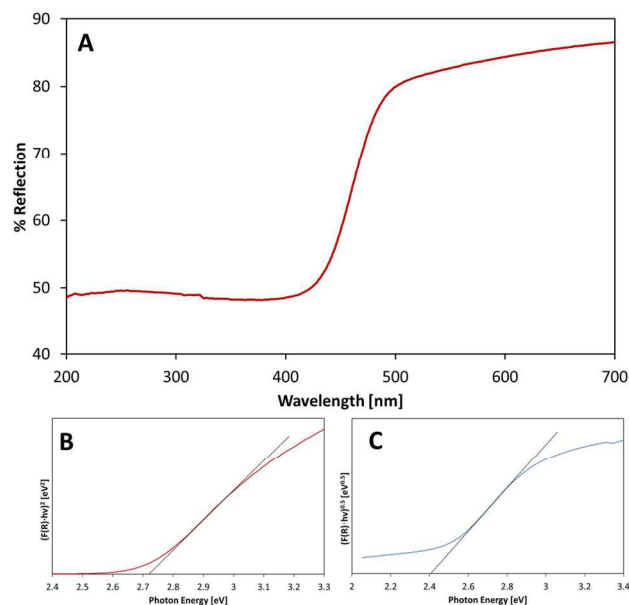 A
% Reflection
90
80
70
60
50
40
200 300 400 500 600 700
Wavelength [nm]
B
(F(R)·hν)² [eV²]
2.4 2.5 2.6 2.7 2.8 2.9 3 3.1 3.2 3.3
Photon Energy [eV]
C
(F(R)·hν)⁰·⁵ [eV⁰·⁵]
2 2.2 2.4 2.6 2.8 3 3.2 3.4
Photon Energy [eV]